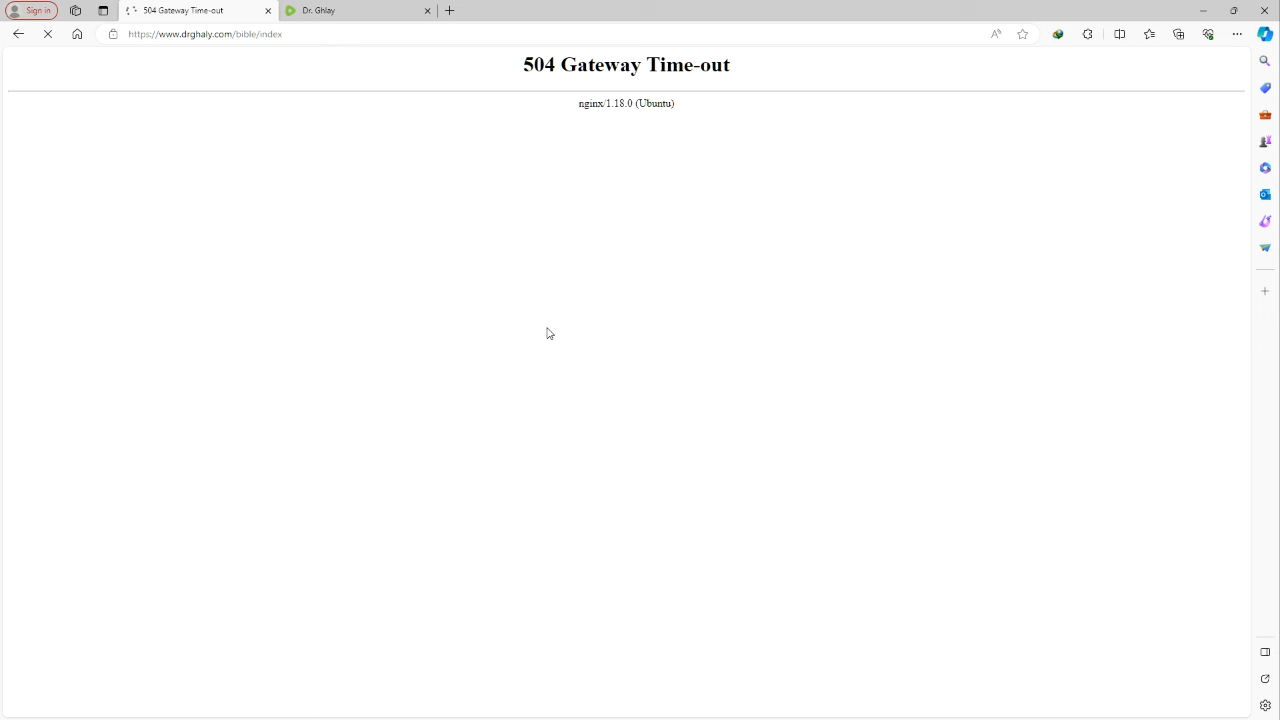 Sign in
504 Gateway Time-out
Dr. Ghlay
https://www.drghaly.com/bible/index
504 Gateway Time-out
nginx/1.18.0 (Ubuntu)